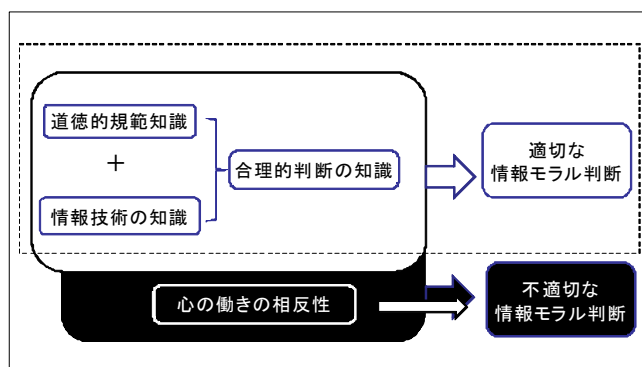 道徳的規範知識
+
情報技術の知識
合理的判断の知識
適切な
情報モラル判断
心の働きの相反性
不適切な
情報モラル判断